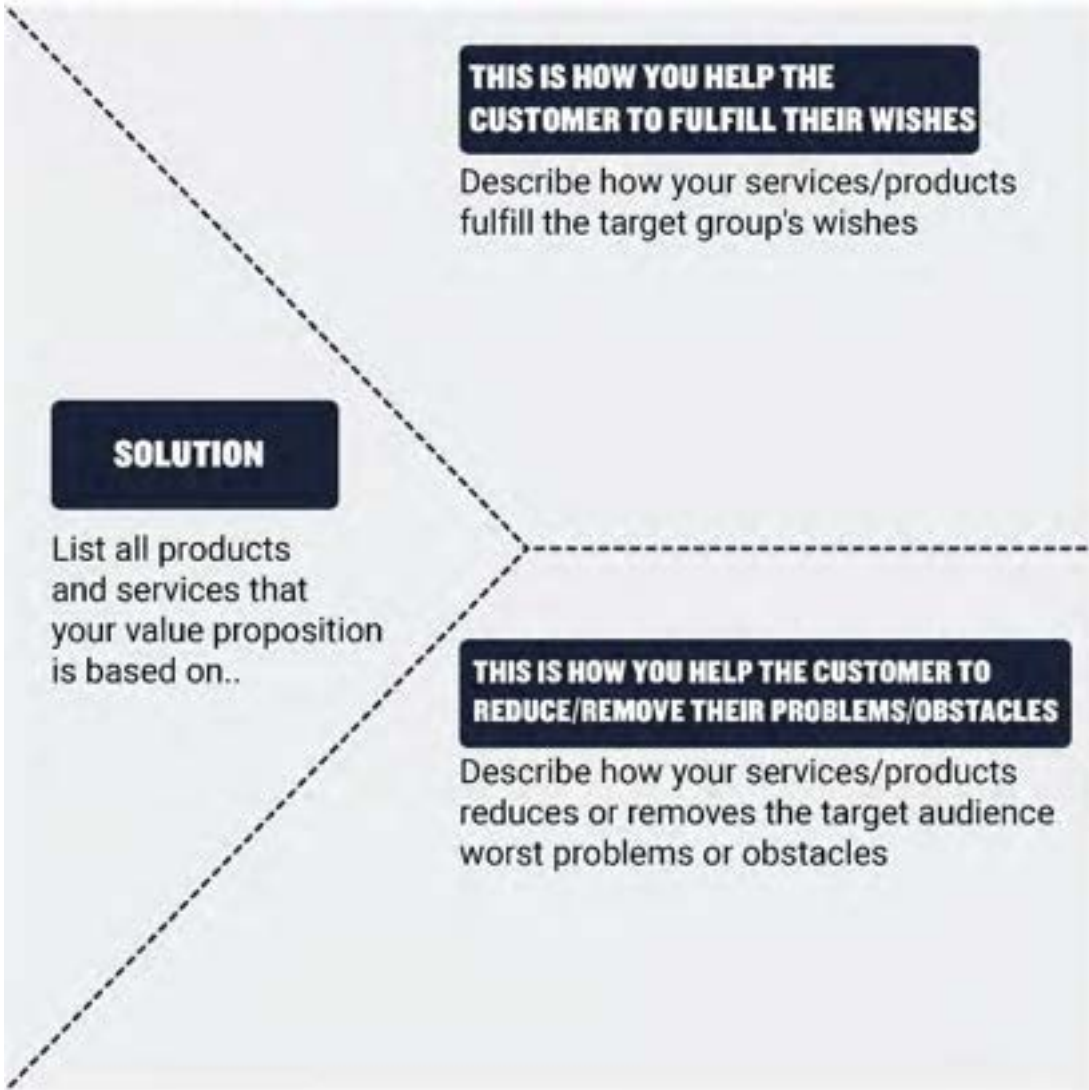 THIS IS HOW YOU HELP THE
CUSTOMER TO FULFILL THEIR WISHES
Describe how your services/products
fulfill the target group's wishes
SOLUTION
List all products
and services that
your value proposition
is based on..
THIS IS HOW YOU HELP THE CUSTOMER TO
REDUCE/REMOVE THEIR PROBLEMS/OBSTACLES
Describe how your services/products
reduces or removes the target audience
worst problems or obstacles